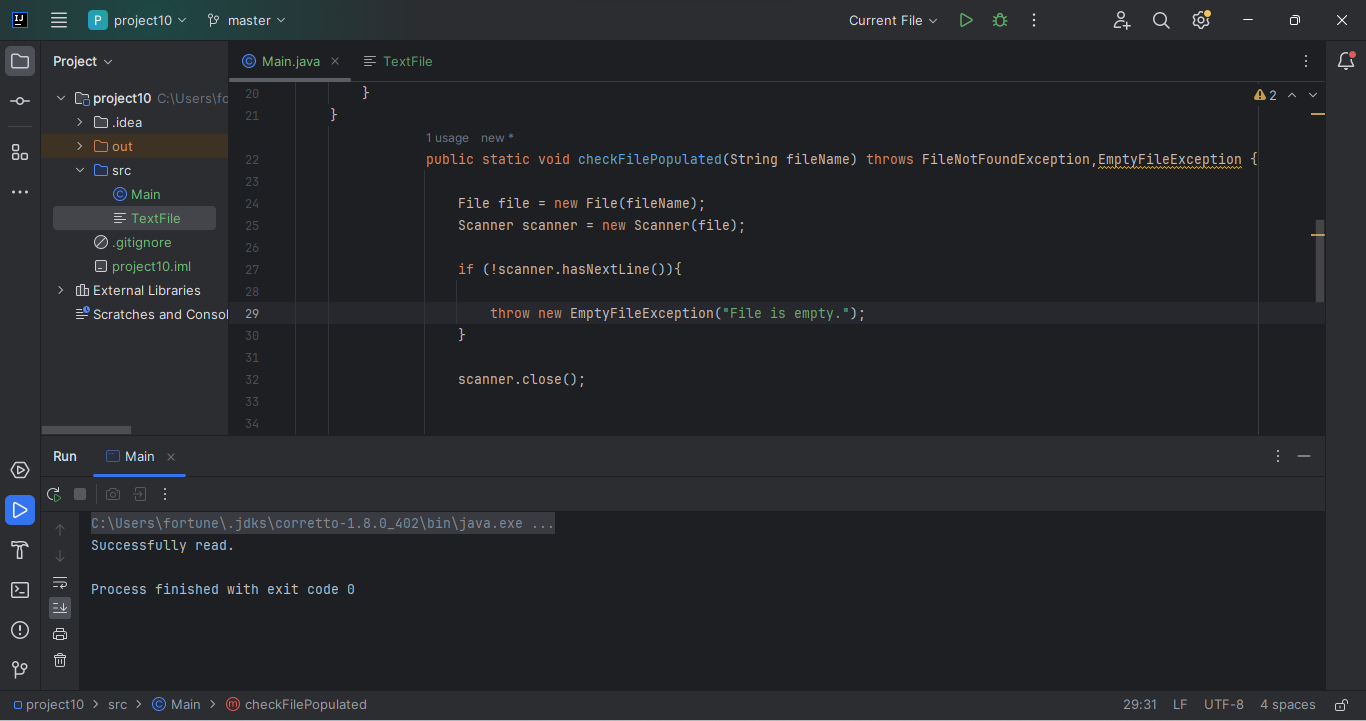 P project10 master Current File
Project
Main.java TextFile
project10 C:\Users\fo
.idea
out
src
Main
TextFile
.gitignore
project10.iml
External Libraries
Scratches and Consol
2
20 }
21 }
1 usage new *
22 public static void checkFilePopulated(String fileName) throws FileNotFoundException,EmptyFileException {
23
24 File file = new File(fileName);
25 Scanner scanner = new Scanner(file);
26
27 if (!scanner.hasNextLine()){
28
29 throw new EmptyFileException("File is empty.");
30 }
31
32 scanner.close();
33
34
Run Main
C:\Users\fortune\.jdks\corretto-1.8.0_402\bin\java.exe ...
Successfully read.
Process finished with exit code 0
project10 > src > Main > checkFilePopulated 29:31 LF UTF-8 4 spaces